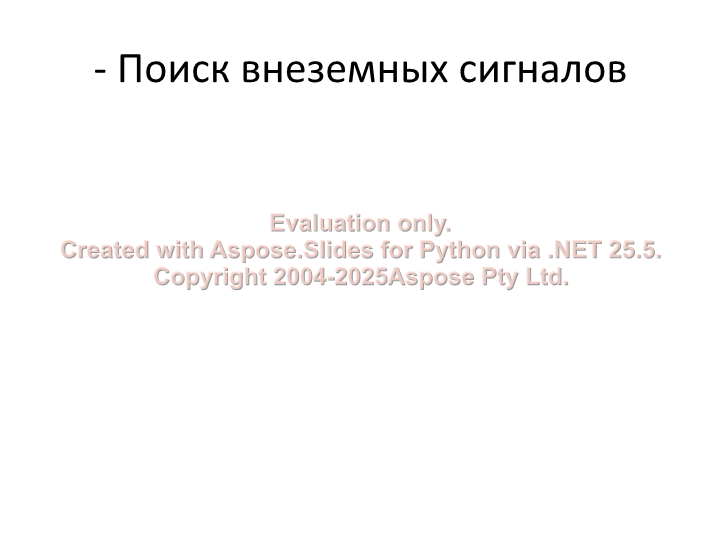 - Поиск внеземных сигналов
Evaluation only.
Created with Aspose.Slides for Python via .NET 25.5.
Copyright 2004-2025Aspose Pty Ltd.